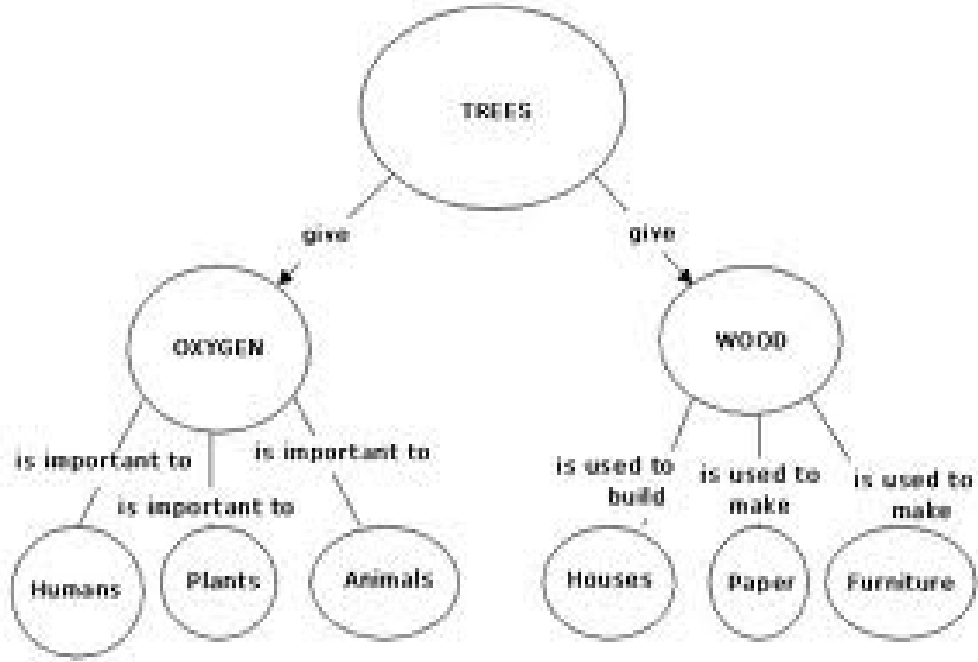 TREES
give
give
OXYGEN
WOOD
is important to
is important to
is important to
is used to
build
is used to
make
is used to
make
Humans
Plants
Animals
Houses
Paper
Furniture